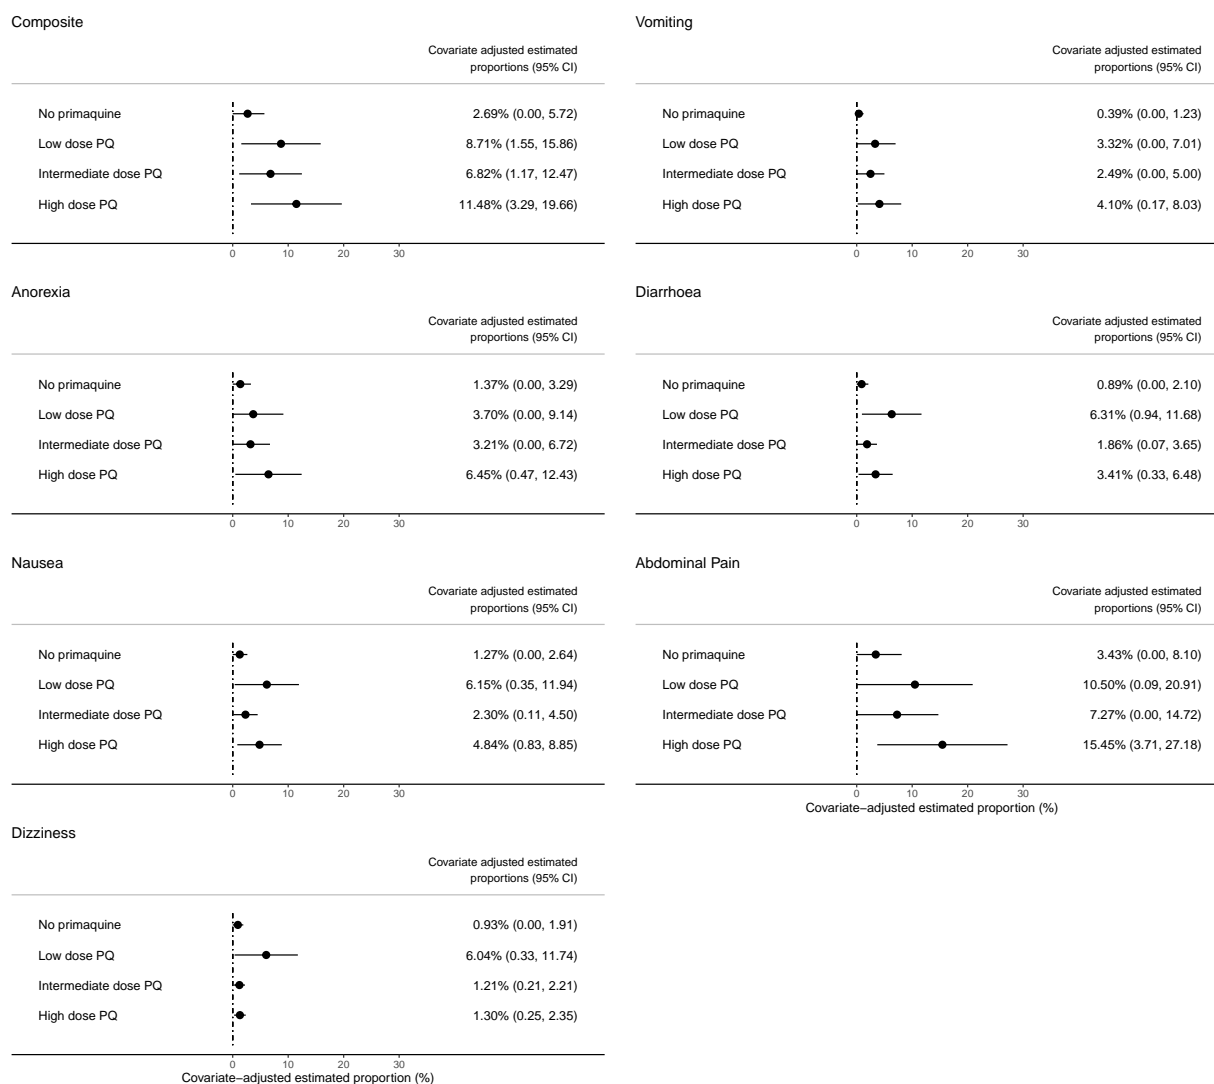 Composite
Covariate adjusted estimated
proportions (95% CI)
No primaquine 2.69% (0.00, 5.72)
Low dose PQ 8.71% (1.55, 15.86)
Intermediate dose PQ 6.82% (1.17, 12.47)
High dose PQ 11.48% (3.29, 19.66)
0 10 20 30
Vomiting
Covariate adjusted estimated
proportions (95% CI)
No primaquine 0.39% (0.00, 1.23)
Low dose PQ 3.32% (0.00, 7.01)
Intermediate dose PQ 2.49% (0.00, 5.00)
High dose PQ 4.10% (0.17, 8.03)
0 10 20 30
Anorexia
Covariate adjusted estimated
proportions (95% CI)
No primaquine 1.37% (0.00, 3.29)
Low dose PQ 3.70% (0.00, 9.14)
Intermediate dose PQ 3.21% (0.00, 6.72)
High dose PQ 6.45% (0.47, 12.43)
0 10 20 30
Diarrhoea
Covariate adjusted estimated
proportions (95% CI)
No primaquine 0.89% (0.00, 2.10)
Low dose PQ 6.31% (0.94, 11.68)
Intermediate dose PQ 1.86% (0.07, 3.65)
High dose PQ 3.41% (0.33, 6.48)
0 10 20 30
Nausea
Covariate adjusted estimated
proportions (95% CI)
No primaquine 1.27% (0.00, 2.64)
Low dose PQ 6.15% (0.35, 11.94)
Intermediate dose PQ 2.30% (0.11, 4.50)
High dose PQ 4.84% (0.83, 8.85)
0 10 20 30
Abdominal Pain
Covariate adjusted estimated
proportions (95% CI)
No primaquine 3.43% (0.00, 8.10)
Low dose PQ 10.50% (0.09, 20.91)
Intermediate dose PQ 7.27% (0.00, 14.72)
High dose PQ 15.45% (3.71, 27.18)
0 10 20 30
Covariate−adjusted estimated proportion (%)
Dizziness
Covariate adjusted estimated
proportions (95% CI)
No primaquine 0.93% (0.00, 1.91)
Low dose PQ 6.04% (0.33, 11.74)
Intermediate dose PQ 1.21% (0.21, 2.21)
High dose PQ 1.30% (0.25, 2.35)
0 10 20 30
Covariate−adjusted estimated proportion (%)